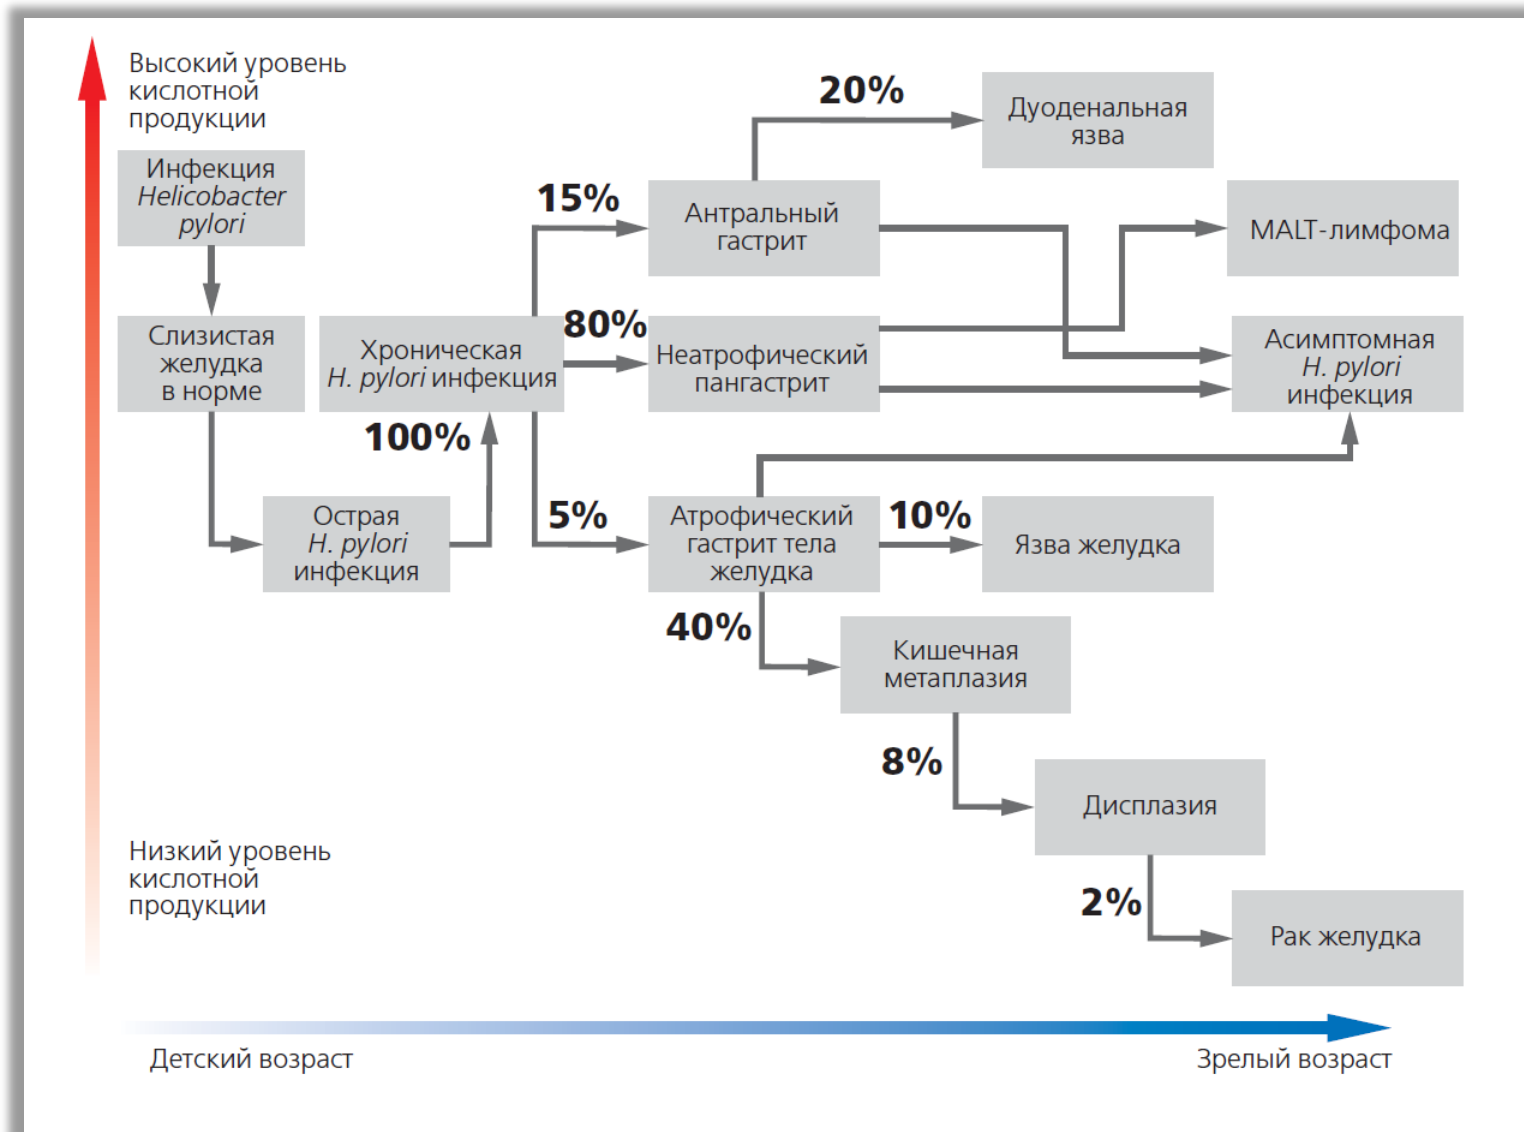 Высокий уровень
кислотной
продукции
Инфекция
Helicobacter
pylori
Слизистая
желудка
в норме
Острая
H. pylori
инфекция
100%
Хроническая
H. pylori инфекция
15%
Антральный
гастрит
20%
Дуоденальная
язва
80%
Неатрофический
пангастрит
MALT-лимфома
Асимптомная
H. pylori
инфекция
5%
Атрофический
гастрит тела
желудка
10%
Язва желудка
40%
Кишечная
метаплазия
8%
Дисплазия
2%
Рак желудка
Низкий уровень
кислотной
продукции
Детский возраст
Зрелый возраст